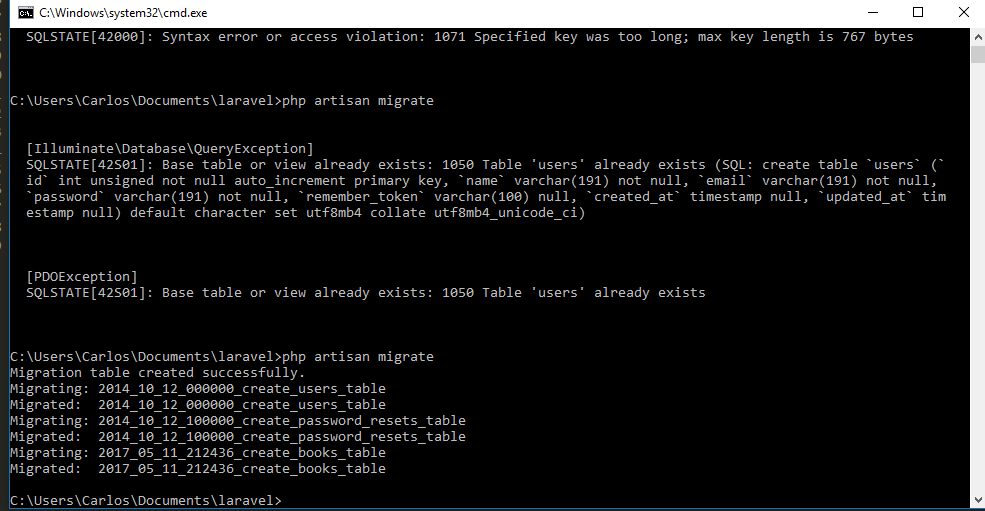 C:\Windows\system32\cmd.exe
SQLSTATE[42000]: Syntax error or access violation: 1071 Specified key was too long; max key length is 767 bytes
C:\Users\Carlos\Documents\laravel>php artisan migrate
[Illuminate\Database\QueryException]
SQLSTATE[42S01]: Base table or view already exists: 1050 Table 'users' already exists (SQL: create table `users` (`
id` int unsigned not null auto_increment primary key, `name` varchar(191) not null, `email` varchar(191) not null,
`password` varchar(191) not null, `remember_token` varchar(100) null, `created_at` timestamp null, `updated_at` tim
estamp null) default character set utf8mb4 collate utf8mb4_unicode_ci)
[PDOException]
SQLSTATE[42S01]: Base table or view already exists: 1050 Table 'users' already exists
C:\Users\Carlos\Documents\laravel>php artisan migrate
Migration table created successfully.
Migrating: 2014_10_12_000000_create_users_table
Migrated:  2014_10_12_000000_create_users_table
Migrating: 2014_10_12_100000_create_password_resets_table
Migrated:  2014_10_12_100000_create_password_resets_table
Migrating: 2017_05_11_212436_create_books_table
Migrated:  2017_05_11_212436_create_books_table
C:\Users\Carlos\Documents\laravel>